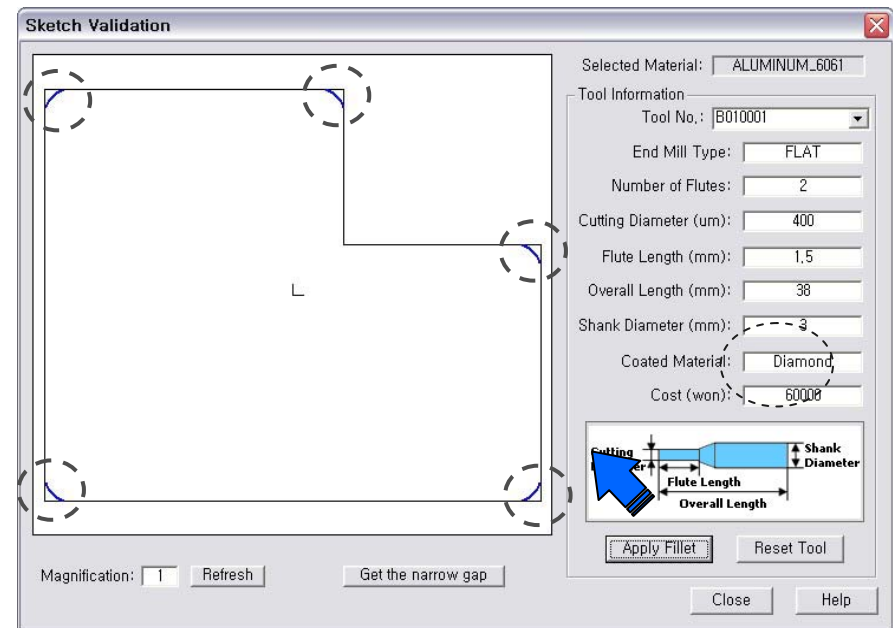 Sketch Validation
Selected Material: ALUMINUM_6061
Tool Information
Tool No.: B010001
End Mill Type: FLAT
Number of Flutes: 2
Cutting Diameter (um): 400
Flute Length (mm): 1.5
Overall Length (mm): 38
Shank Diameter (mm): 3
Coated Material: Diamond
Cost (won): 60000
Cutting
Shank
Diameter
Flute Length
Overall Length
Apply Fillet Reset Tool
Magnification: 1 Refresh Get the narrow gap
Close Help